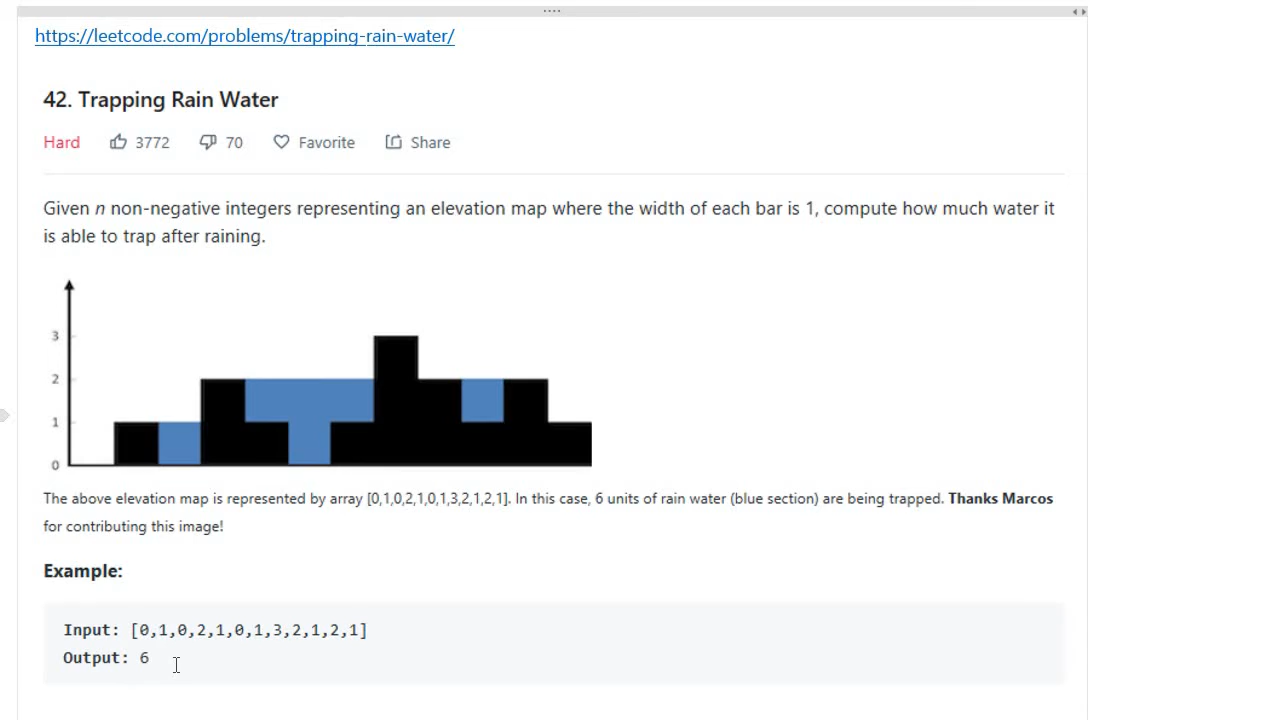 https://leetcode.com/problems/trapping-rain-water/
42. Trapping Rain Water
Hard 3772 70 Favorite Share
Given n non-negative integers representing an elevation map where the width of each bar is 1, compute how much water it
is able to trap after raining.
3
2
1
0
The above elevation map is represented by array [0,1,0,2,1,0,1,3,2,1,2,1]. In this case, 6 units of rain water (blue section) are being trapped. Thanks Marcos
for contributing this image!
Example:
Input: [0,1,0,2,1,0,1,3,2,1,2,1]
Output: 6